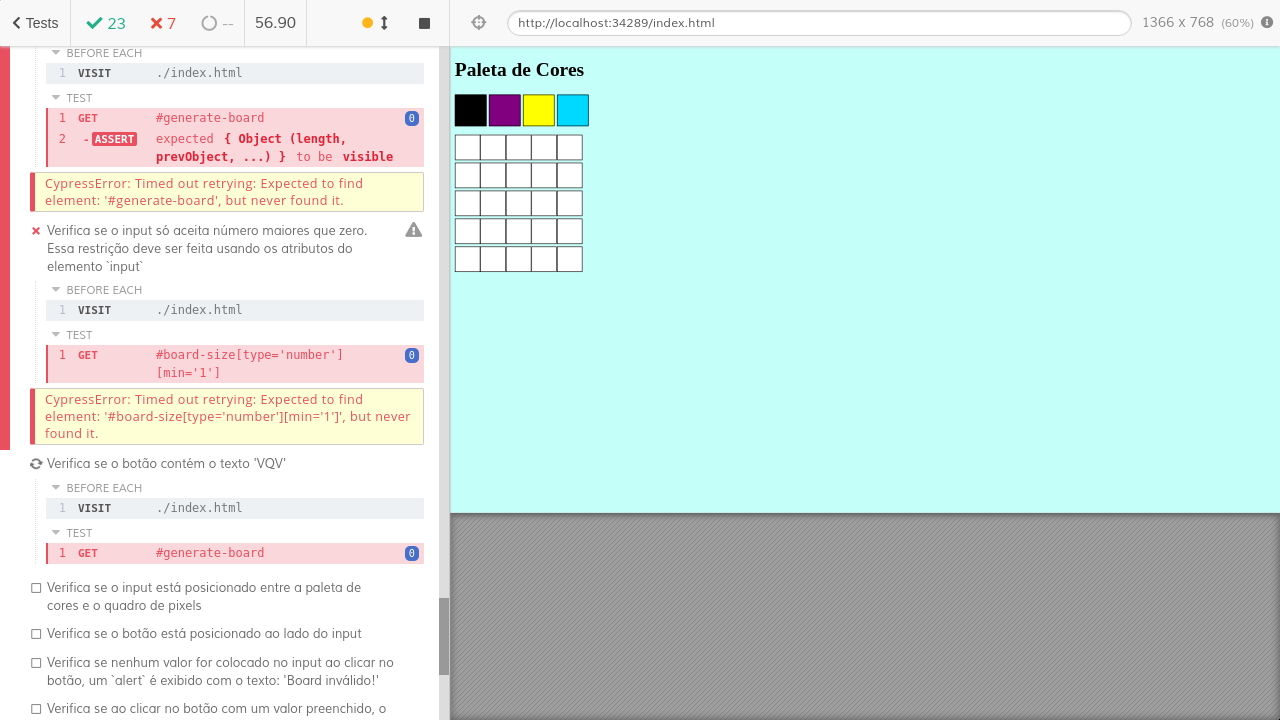 Tests
23
7
--
56.90
http://localhost:34289/index.html
1366 x 768 (60%)
BEFORE EACH
1 VISIT ./index.html
TEST
1 GET #generate-board 0
2 - ASSERT expected { Object (length,
prevObject, ...) } to be visible
CypressError: Timed out retrying: Expected to find
element: '#generate-board', but never found it.
Verifica se o input só aceita número maiores que zero.
Essa restrição deve ser feita usando os atributos do
elemento `input`
BEFORE EACH
1 VISIT ./index.html
TEST
1 GET #board-size[type='number'] 0
[min='1']
CypressError: Timed out retrying: Expected to find
element: '#board-size[type='number'][min='1']', but never
found it.
Verifica se o botão contém o texto 'VQV'
BEFORE EACH
1 VISIT ./index.html
TEST
1 GET #generate-board 0
Verifica se o input está posicionado entre a paleta de
cores e o quadro de pixels
Verifica se o botão está posicionado ao lado do input
Verifica se nenhum valor for colocado no input ao clicar no
botão, um `alert` é exibido com o texto: 'Board inválido!'
Verifica se ao clicar no botão com um valor preenchido, o
Paleta de Cores